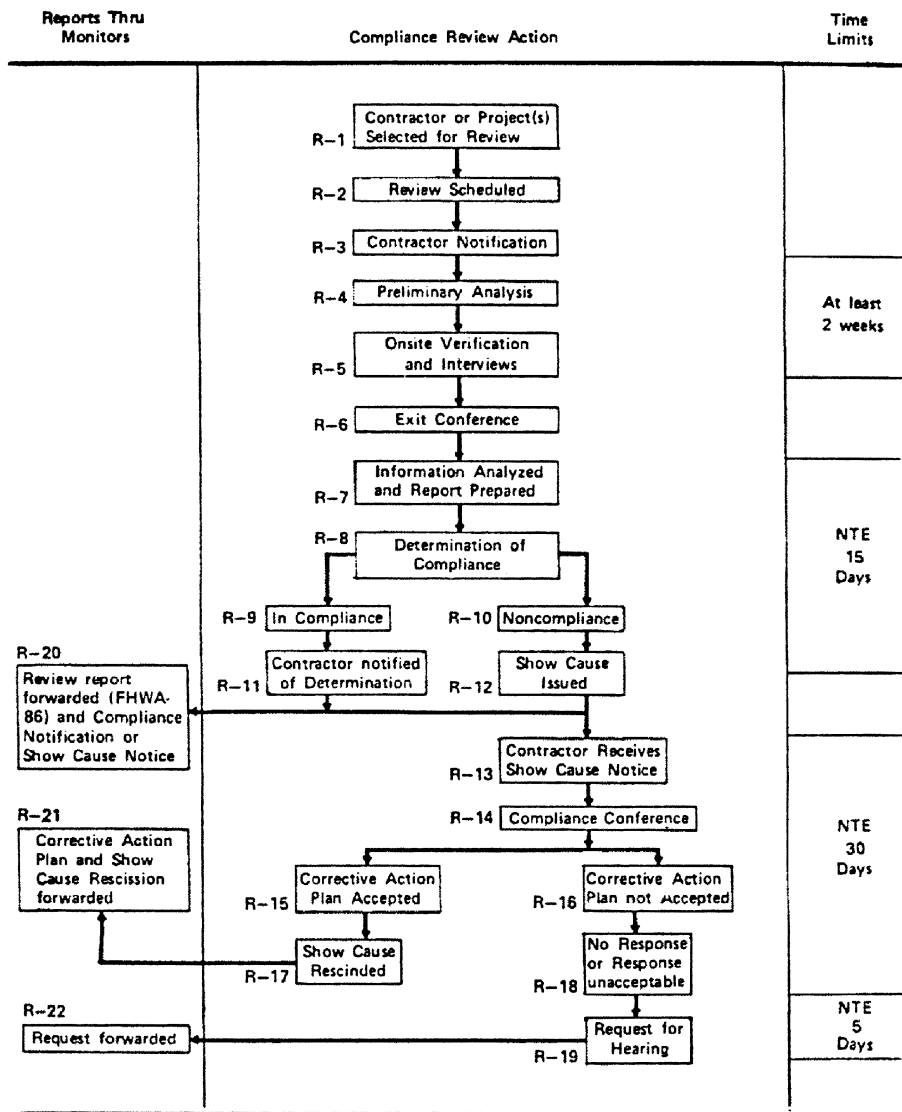 Reports Thru
Monitors
Compliance Review Action
Time
Limits
R-1
Contractor or Project(s)
Selected for Review
R-2
Review Scheduled
R-3
Contractor Notification
R-4
Preliminary Analysis
At least
2 weeks
R-5
Onsite Verification
and Interviews
R-6
Exit Conference
R-7
Information Analyzed
and Report Prepared
R-8
Determination of
Compliance
NTE
15
Days
R-9
In Compliance
R-10
Noncompliance
R-11
Contractor notified
of Determination
R-12
Show Cause
Issued
R-20
Review report
forwarded (FHWA-
86) and Compliance
Notification or
Show Cause Notice
R-13
Contractor Receives
Show Cause Notice
R-14
Compliance Conference
NTE
30
Days
R-21
Corrective Action
Plan and Show
Cause Rescission
forwarded
R-15
Corrective Action
Plan Accepted
R-16
Corrective Action
Plan not Accepted
R-17
Show Cause
Rescinded
R-18
No Response
or Response
unacceptable
R-22
Request forwarded
R-19
Request for
Hearing
NTE
5
Days